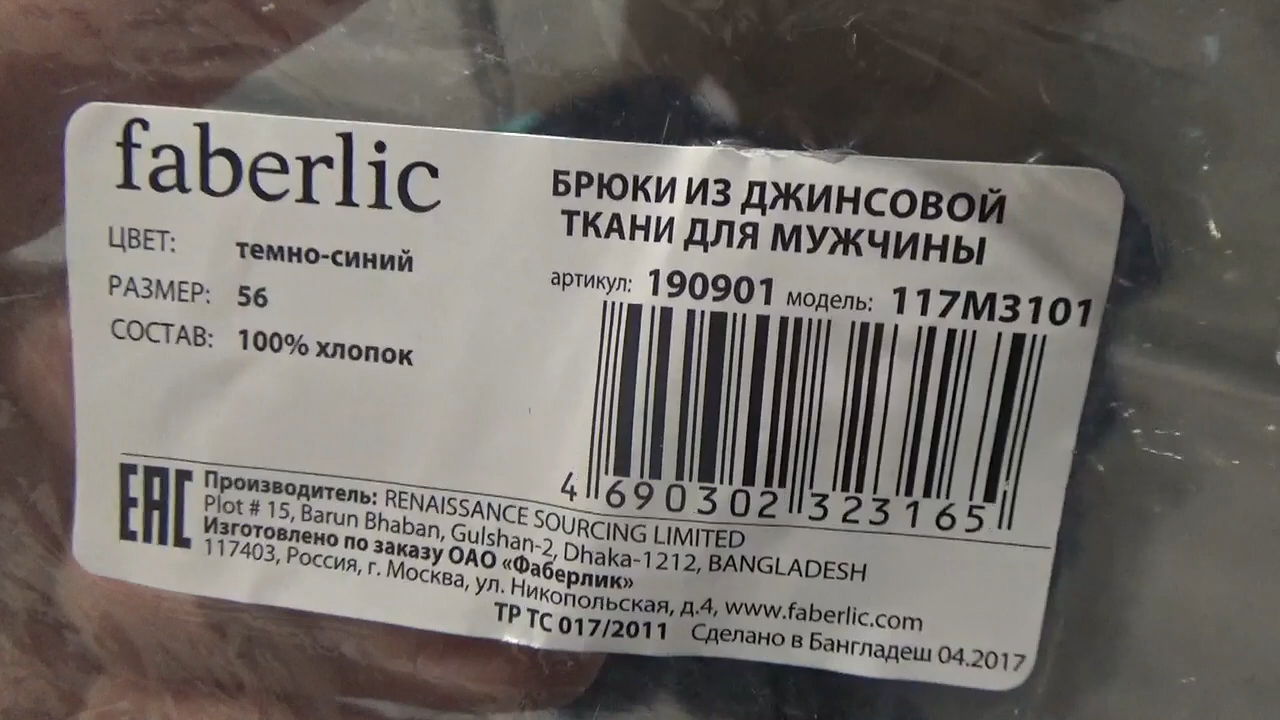 faberlic
ЦВЕТ: темно-синий
РАЗМЕР: 56
СОСТАВ: 100% хлопок
БРЮКИ ИЗ ДЖИНСОВОЙ
ТКАНИ ДЛЯ МУЖЧИНЫ
артикул: 190901 модель: 117M3101
4 690302 323165
EAC
Производитель: RENAISSANCE SOURCING LIMITED
Plot # 15, Barun Bhaban, Gulshan-2, Dhaka-1212, BANGLADESH
Изготовлено по заказу ОАО «Фаберлик»
117403, Россия, г. Москва, ул. Никопольская, д.4, www.faberlic.com
ТР ТС 017/2011 Сделано в Бангладеш 04.2017